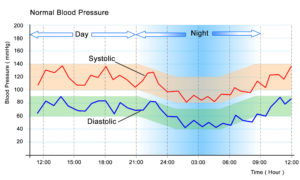 Normal Blood Pressure
Blood Pressure ( mmHg)
200
180
160
140
120
100
80
60
40
20
Day
Night
Systolic
Diastolic
12:00
15:00
18:00
21:00
24:00
03:00
06:00
09:00
12:00
Time ( Hour )